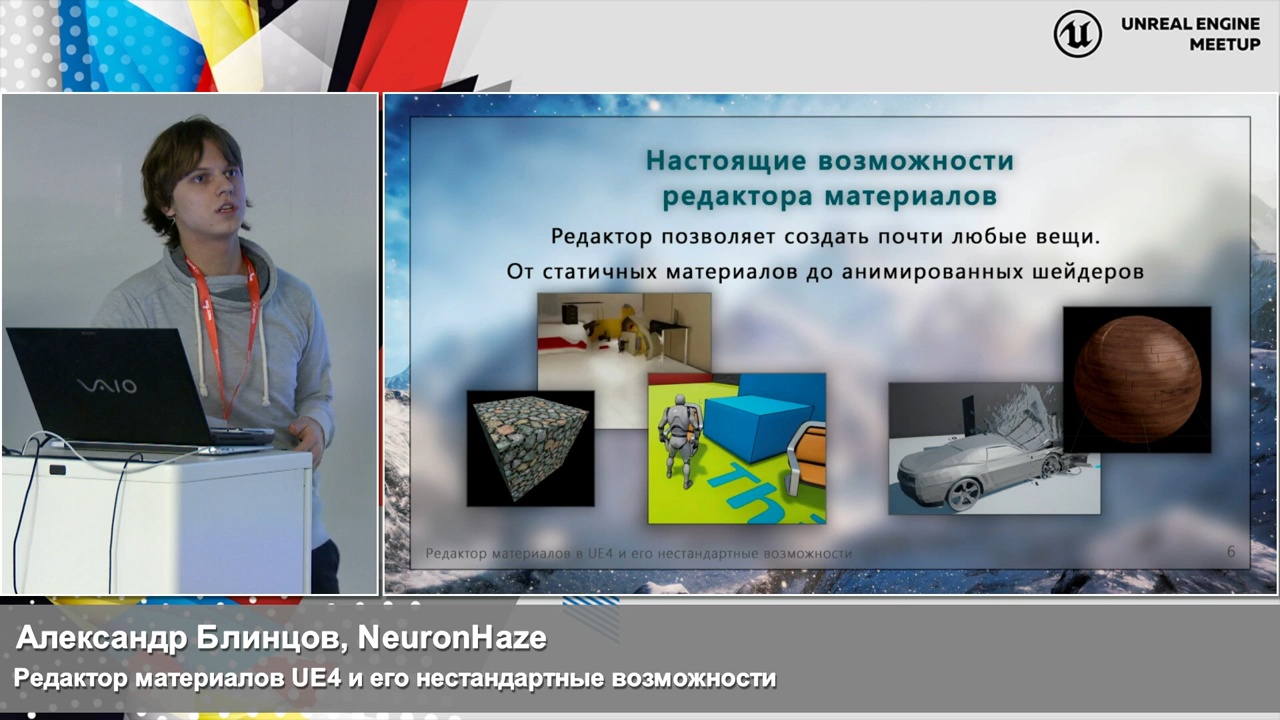 UNREAL ENGINE
MEETUP
Настоящие возможности
редактора материалов
Редактор позволяет создать почти любые вещи.
От статичных материалов до анимированных шейдеров
VAIO
Редактор материалов в UE4 и его нестандартные возможности
6
Александр Блинцов, NeuronHaze
Редактор материалов UE4 и его нестандартные возможности